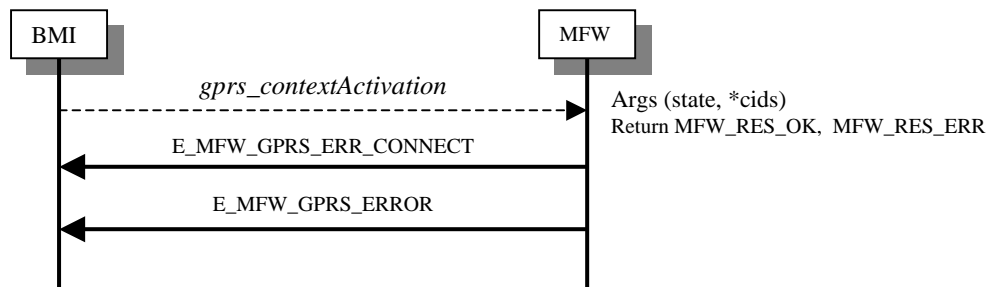 BMI
MFW
gprs_contextActivation
Args (state, *cids)
Return MFW_RES_OK, MFW_RES_ERR
E_MFW_GPRS_ERR_CONNECT
E_MFW_GPRS_ERROR